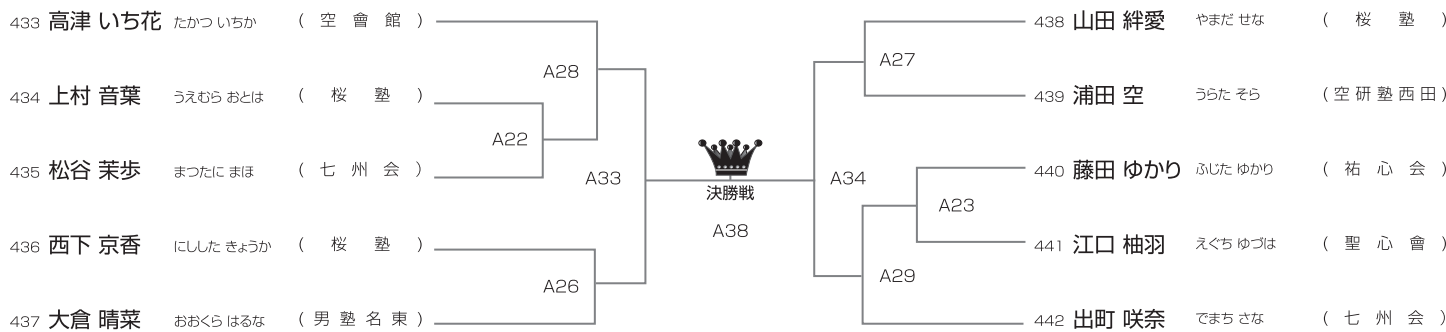 433 高津 いち花 たかつ いちか ( 空 會 館 )
434 上村 音葉 うえむら おとは ( 桜 塾 )
435 松谷 茉歩 まつたに まほ ( 七 州 会 )
436 西下 京香 にししした きょうか ( 桜 塾 )
437 大倉 晴菜 おおくら はるな ( 男 塾 名 東 )
A28
A22
A33
A26
決勝戦
A38
A27
A34
A23
A29
438 山田 絆愛 やまだ せな ( 桜 塾 )
439 浦田 空 うらた そら ( 空 研 塾 西 田 )
440 藤田 ゆかり ふじた ゆかり ( 祐 心 会 )
441 江口 柚羽 えぐち ゆづは ( 聖 心 會 )
442 出町 咲奈 でまち さな ( 七 州 会 )